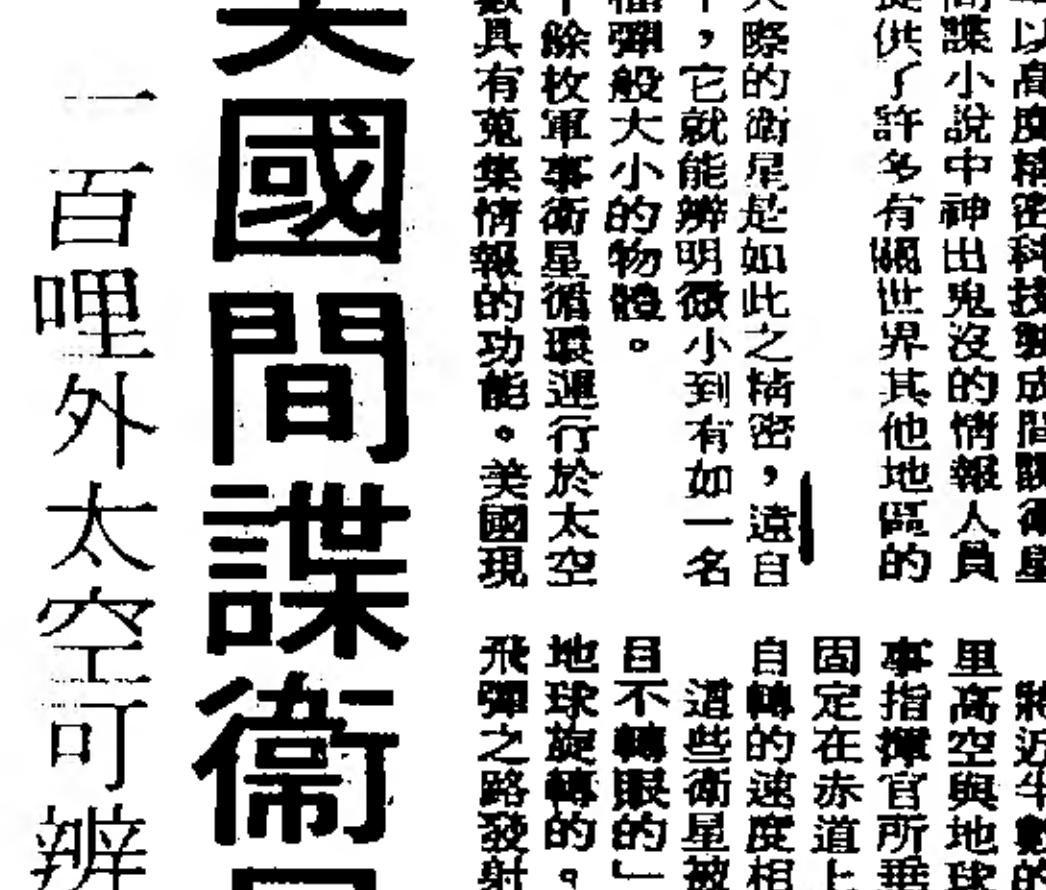 以高度精密科技製成間諜衛星
間諜小說中神出鬼沒的情報人員
提供了許多有關世界其他地區的
際的衛星是如此之精密，遠自
，它就能辨明微小到有如一名
彈般大小的物體。
餘枚軍事衛星循環運行於太空
數具有蒐集情報的功能。美國現
將近半數的
里高空與地球
事指揮官所垂
固定在赤道上
自轉的速度相
這些衛星被
目不轉眼的」
地球旋轉的，
飛彈之路發射
美國間諜衛
一百哩外太空可辨